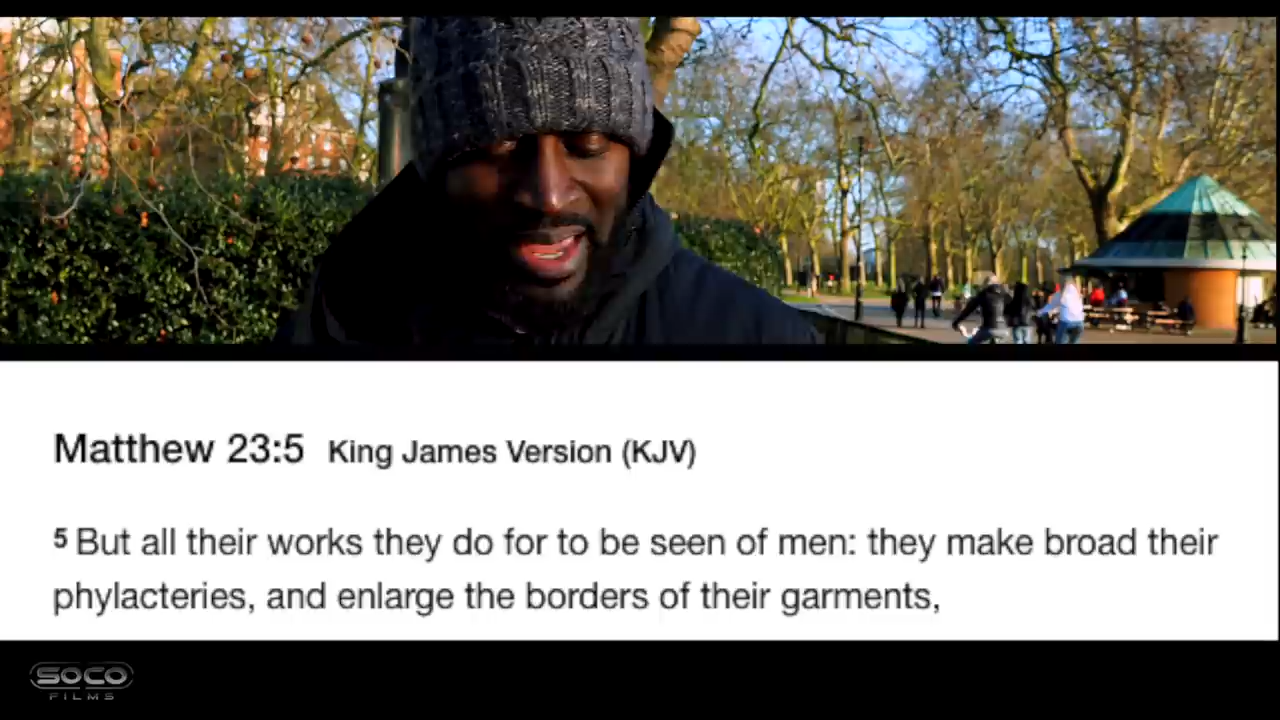 Matthew 23:5 King James Version (KJV)
5 But all their works they do for to be seen of men: they make broad their
phylacteries, and enlarge the borders of their garments,
SOCO
FILMS